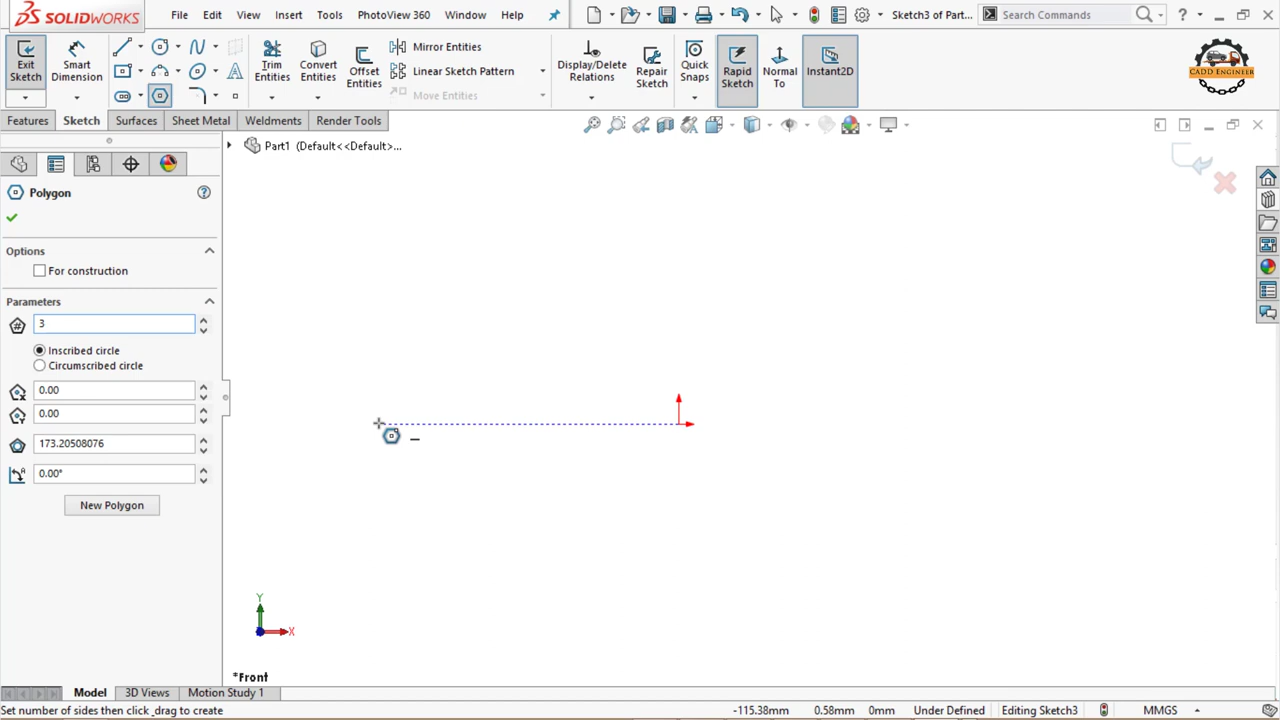 SOLIDWORKS File Edit View Insert Tools PhotoView 360 Window Help Sketch3 of Part... Search Commands ?
Exit Sketch
Smart Dimension
Trim Entities
Convert Entities
Offset Entities
Mirror Entities
Linear Sketch Pattern
Move Entities
Display/Delete Relations
Repair Sketch
Quick Snaps
Rapid Sketch
Normal To
Instant2D
CADD ENGINEER
Features Sketch Surfaces Sheet Metal Weldments Render Tools
Part1 (Default<<Default>...
Polygon ?
Options
For construction
Parameters
3
Inscribed circle
Circumscribed circle
0.00
0.00
173.20508076
0.00°
New Polygon
Y
X
*Front
Model 3D Views Motion Study 1
Set number of sides then click _drag to create -115.38mm 0.58mm 0mm Under Defined Editing Sketch3 MMGS